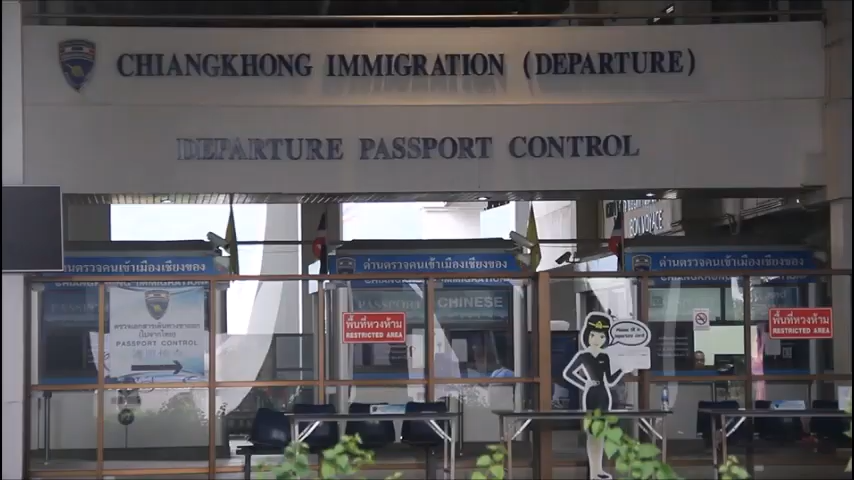 CHIANGKHONG IMMIGRATION (DEPARTURE)
DEPARTURE PASSPORT CONTROL
BON VOYAGE
ด่านตรวจคนเข้าเมืองเชียงของ
ด่านตรวจคนเข้าเมืองเชียงของ
ด่านตรวจคนเข้าเมืองเชียงของ
CHIANGKHONG IMMIGRATION
PASSPORT
CHINESE
PASSPORT CONTROL
พื้นที่หวงห้าม
RESTRICTED AREA
พื้นที่หวงห้าม
RESTRICTED AREA